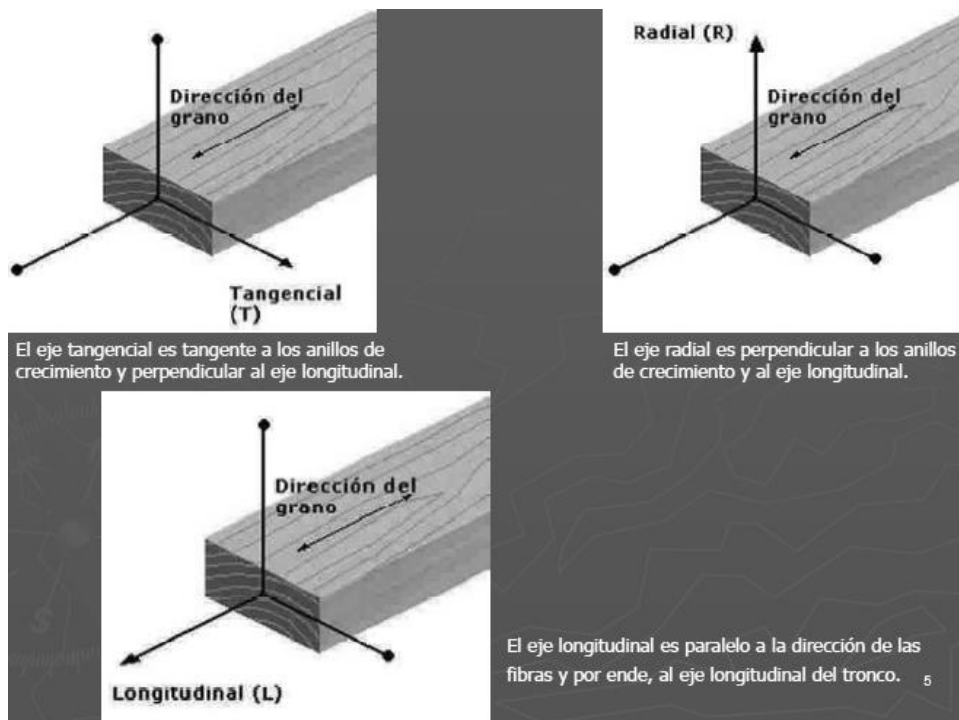 Dirección del
grano
Tangencial
(T)
El eje tangencial es tangente a los anillos de
crecimiento y perpendicular al eje longitudinal.
Radial (R)
Dirección del
grano
El eje radial es perpendicular a los anillos
de crecimiento y al eje longitudinal.
Dirección del
grano
Longitudinal (L)
El eje longitudinal es paralelo a la dirección de las
fibras y por ende, al eje longitudinal del tronco.
5
S